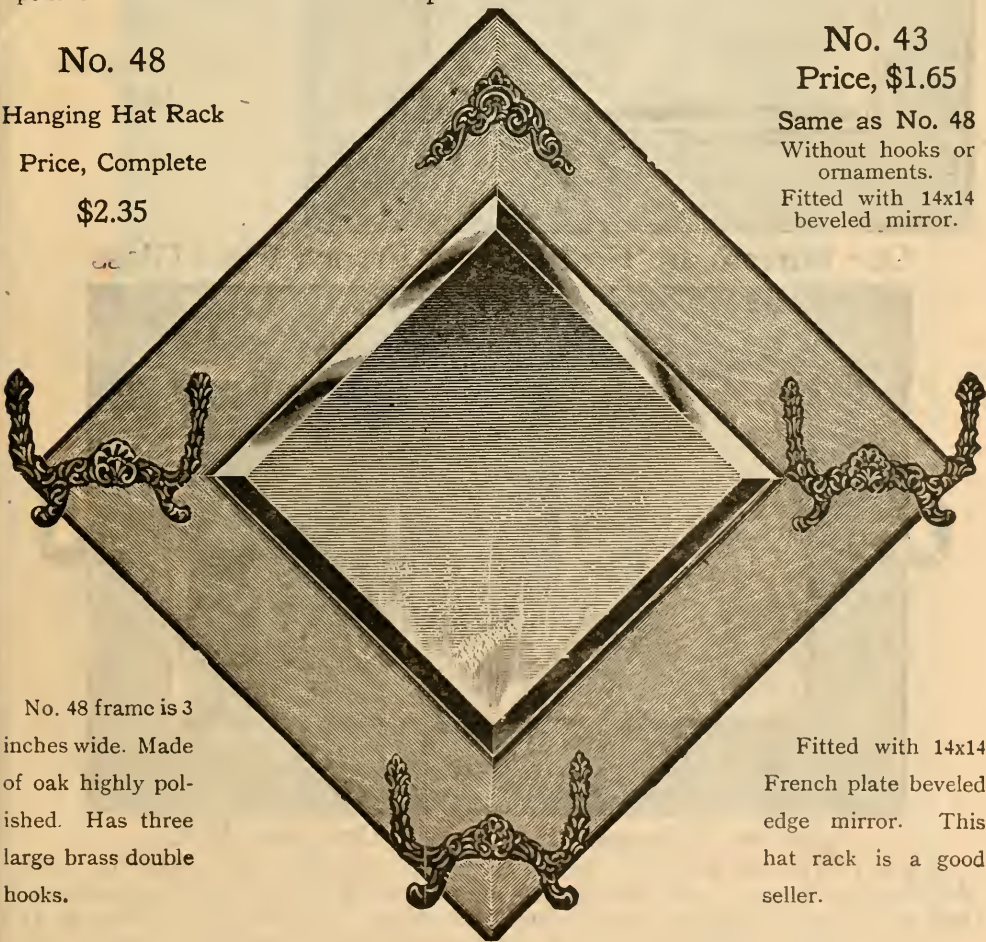 No. 48
Hanging Hat Rack
Price, Complete
$2.35
No. 43
Price, $1.65
Same as No. 48
Without hooks or
ornaments.
Fitted with 14x14
beveled mirror.
No. 48 frame is 3
inches wide. Made
of oak highly pol-
ished. Has three
large brass double
hooks.
Fitted with 14x14
French plate beveled
edge mirror. This
hat rack is a good
seller.